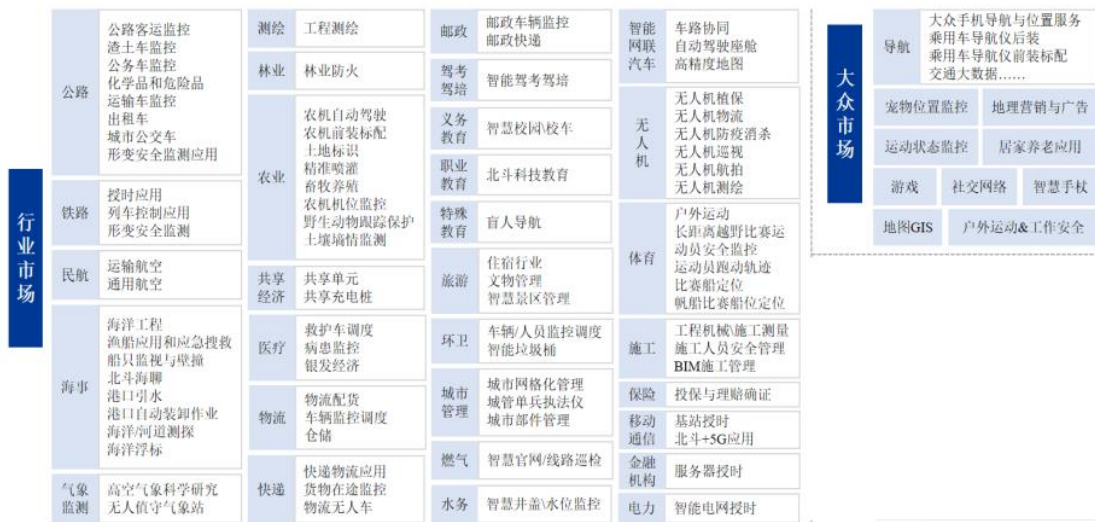 行业市场
公路
公路客运监控
渣土车监控
公务车监控
化学品和危险品
运输车监控
出租车
城市公交车
形变安全监测应用
铁路
授时应用
列车控制应用
形变安全监测
民航
运输航空
通用航空
海事
海洋工程
渔船应用和应急搜救
船只监视与壁撞
北斗海聊
港口引水
港口自动装卸作业
海洋/河道测探
海洋浮标
气象
监测
高空气象科学研究
无人值守气象站
测绘
工程测绘
林业
林业防火
农业
农机自动驾驶
农机前装标配
土地标识
精准喷灌
畜牧养殖
农机机位监控
野生动物跟踪保护
土壤墒情监测
共享
经济
共享单元
共享充电桩
医疗
救护车调度
病患监控
银发经济
物流
物流配货
车辆监控调度
仓储
快递
快递物流应用
货物在途监控
物流无人车
邮政
邮政车辆监控
邮政快递
驾考
驾培
智能驾考驾培
义务
教育
智慧校园\校车
职业
教育
北斗科技教育
特殊
教育
盲人导航
旅游
住宿行业
文物管理
智慧景区管理
环卫
车辆/人员监控调度
智能垃圾桶
城市
管理
城市网格化管理
城管单兵执法仪
城市部件管理
燃气
智慧官网/线路巡检
水务
智慧井盖\水位监控
智能
网联
汽车
车路协同
自动驾驶座舱
高精度地图
无人机
无人机植保
无人机物流
无人机防疫消杀
无人机巡视
无人机航拍
无人机测绘
体育
户外运动
长距离越野比赛运
动员安全监控
运动员跑动轨迹
比赛船定位
帆船比赛船位定位
施工
工程机械\施工测量
施工人员安全管理
BIM施工管理
保险
投保与理赔确证
移动
通信
基站授时
北斗+5G应用
金融
机构
服务器授时
电力
智能电网授时
大众市场
导航
大众手机导航与位置服务
乘用车导航仪后装
乘用车导航仪前装标配
交通大数据……
宠物位置监控
地理营销与广告
运动状态监控
居家养老应用
游戏
社交网络
智慧手杖
地图GIS
户外运动&工作安全